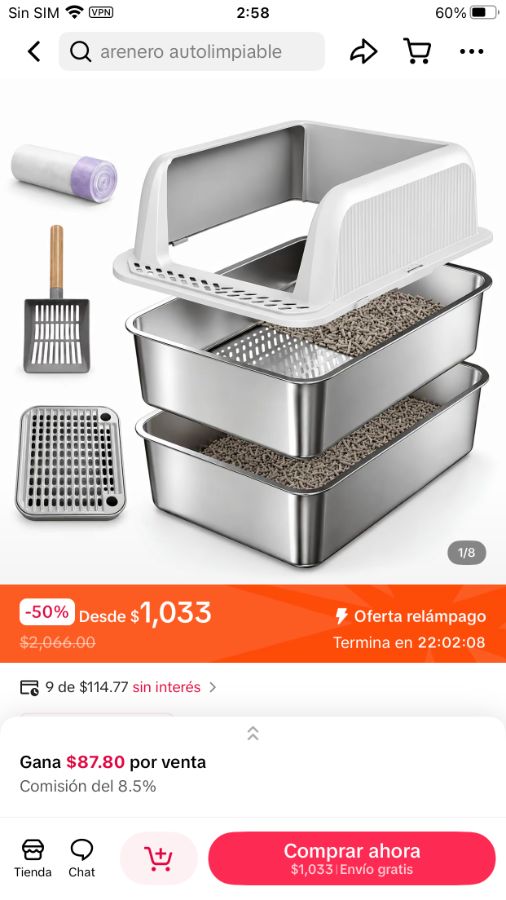 Sin SIM VPN 2:58 60%
arenero autolimpiable
1/8
-50% Desde $1,033
Oferta relámpago
$2,066.00
Termina en 22:02:08
9 de $114.77 sin interés
Gana $87.80 por venta
Comisión del 8.5%
Tienda
Chat
Comprar ahora
$1,033|Envío gratis